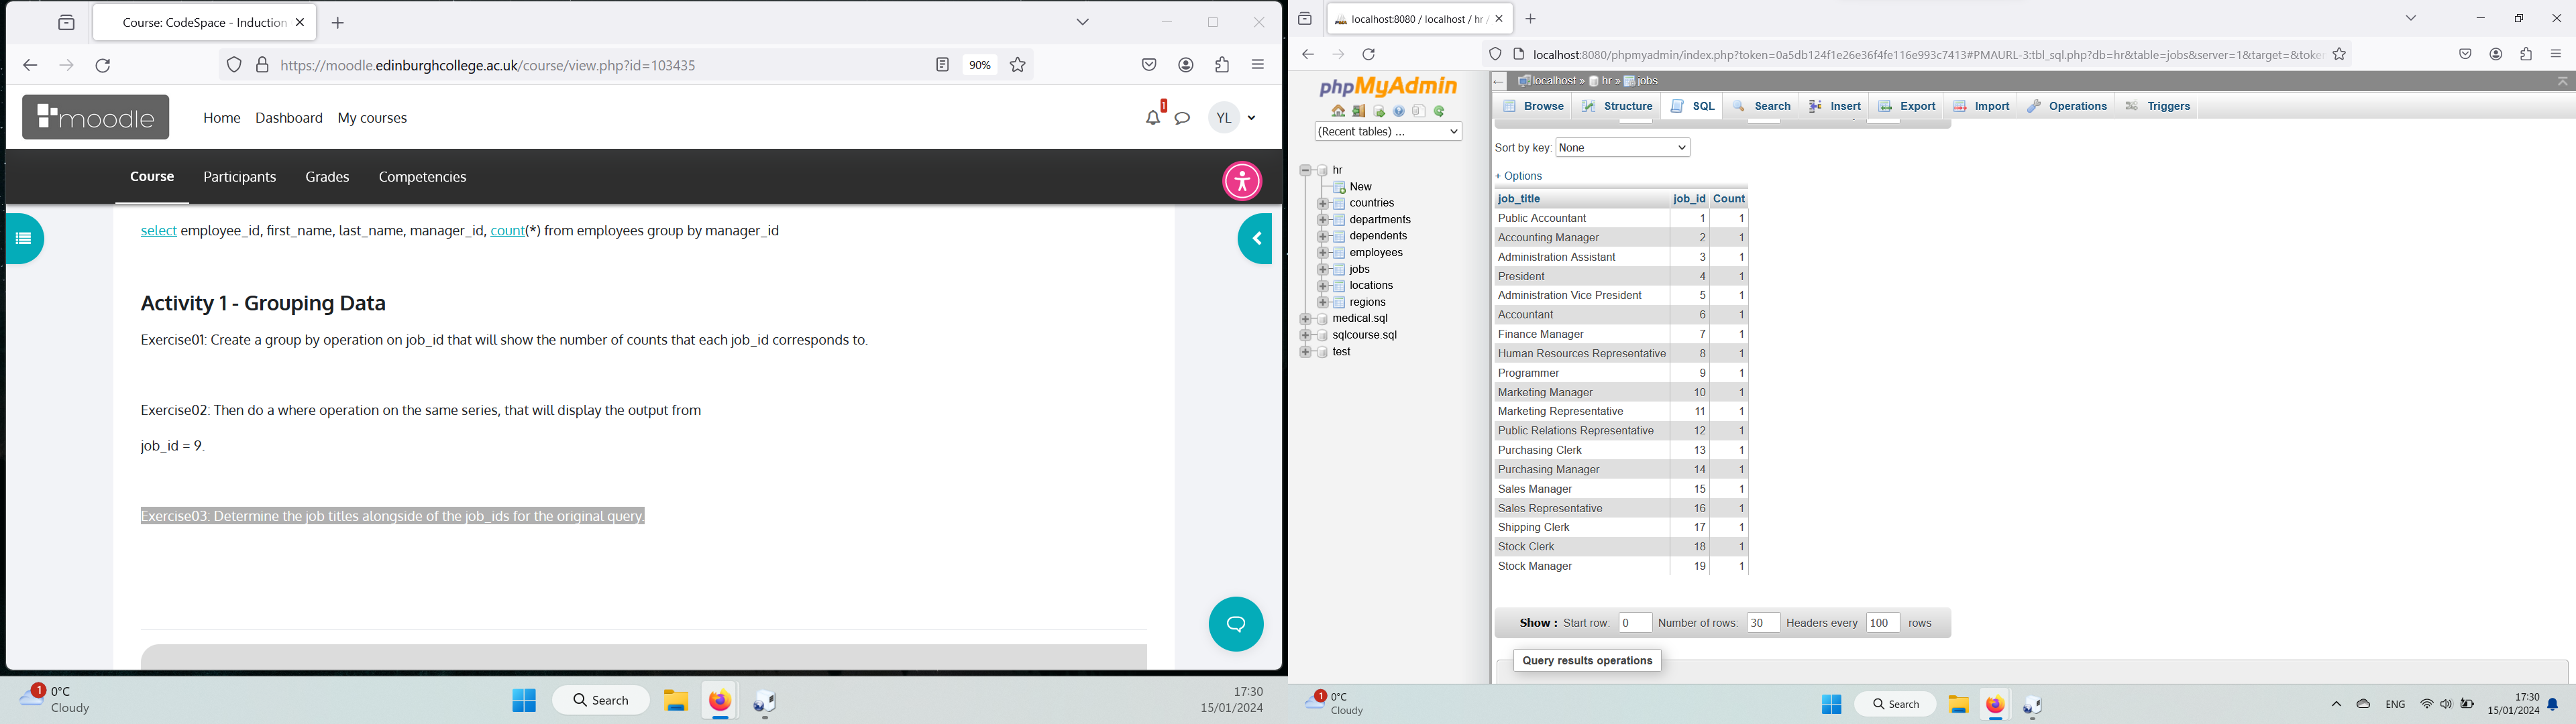 Course: CodeSpace - Induction
https://moodle.edinburghcollege.ac.uk/course/view.php?id=103435
90%
moodle
Home Dashboard My courses
1
YL
Course Participants Grades Competencies
select employee_id, first_name, last_name, manager_id, count(*) from employees group by manager_id
Activity 1 - Grouping Data
Exercise01: Create a group by operation on job_id that will show the number of counts that each job_id corresponds to.
Exercise02: Then do a where operation on the same series, that will display the output from
job_id = 9.
Exercise03: Determine the job titles alongside of the job_ids for the original query.
1
0°C
Cloudy
Search
17:30
15/01/2024
localhost:8080 / localhost / hr /
localhost:8080/phpmyadmin/index.php?token=0a5db124f1e26e36f4fe116e993c7413#PMAURL-3:tbl_sql.php?db=hr&table=jobs&server=1&target=&toke
phpMyAdmin
(Recent tables) ...
hr
New
countries
departments
dependents
employees
jobs
locations
regions
medical.sql
sqlcourse.sql
test
localhost » hr » jobs
Browse Structure SQL Search Insert Export Import Operations Triggers
Sort by key: None
+ Options
job_title job_id Count
Public Accountant 1 1
Accounting Manager 2 1
Administration Assistant 3 1
President 4 1
Administration Vice President 5 1
Accountant 6 1
Finance Manager 7 1
Human Resources Representative 8 1
Programmer 9 1
Marketing Manager 10 1
Marketing Representative 11 1
Public Relations Representative 12 1
Purchasing Clerk 13 1
Purchasing Manager 14 1
Sales Manager 15 1
Sales Representative 16 1
Shipping Clerk 17 1
Stock Clerk 18 1
Stock Manager 19 1
Show : Start row: 0 Number of rows: 30 Headers every 100 rows
Query results operations
1
0°C
Cloudy
Search
ENG
17:30
15/01/2024